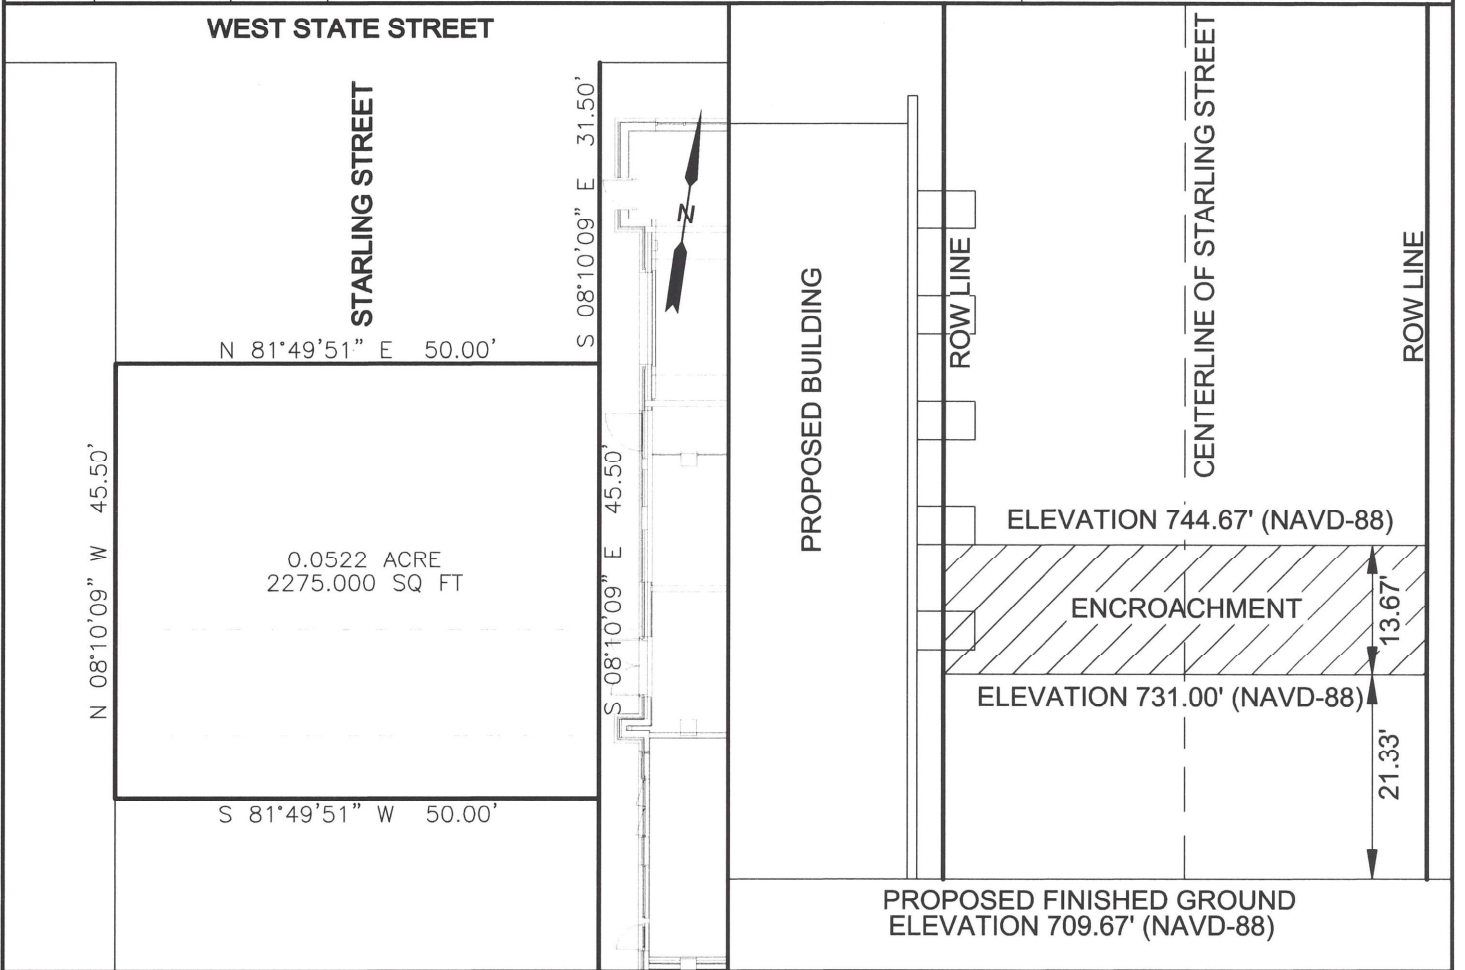 WEST STATE STREET
STARLING STREET
S 08°10'09" E 31.50'
N
N 81°49'51" E 50.00'
N 08°10'09" W 45.50'
0.0522 ACRE
2275.000 SQ FT
S 08°10'09" E 45.50'
S 81°49'51" W 50.00'
PROPOSED BUILDING
ROW LINE
CENTERLINE OF STARLING STREET
ROW LINE
ELEVATION 744.67' (NAVD-88)
ENCROACHMENT
13.67'
ELEVATION 731.00' (NAVD-88)
21.33'
PROPOSED FINISHED GROUND
ELEVATION 709.67' (NAVD-88)